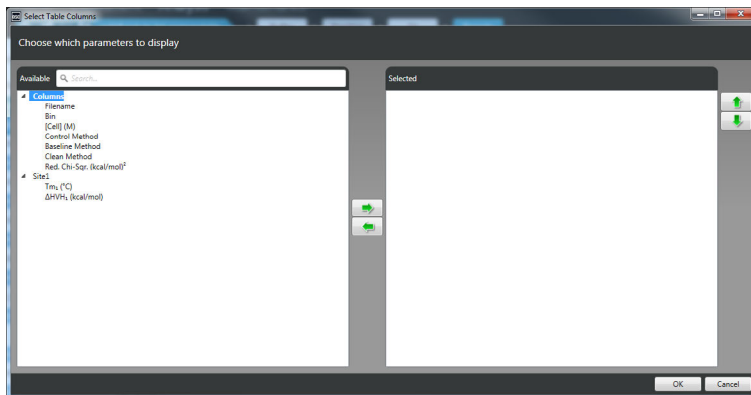 Select Table Columns
Choose which parameters to display
Available Search...
Selected
Columns
Filename
Bin
[Cell] (M)
Control Method
Baseline Method
Clean Method
Red. Chi-Sqr. (kcal/mol)²
Site1
Tm₁ (°C)
ΔHVH₁ (kcal/mol)
OK Cancel